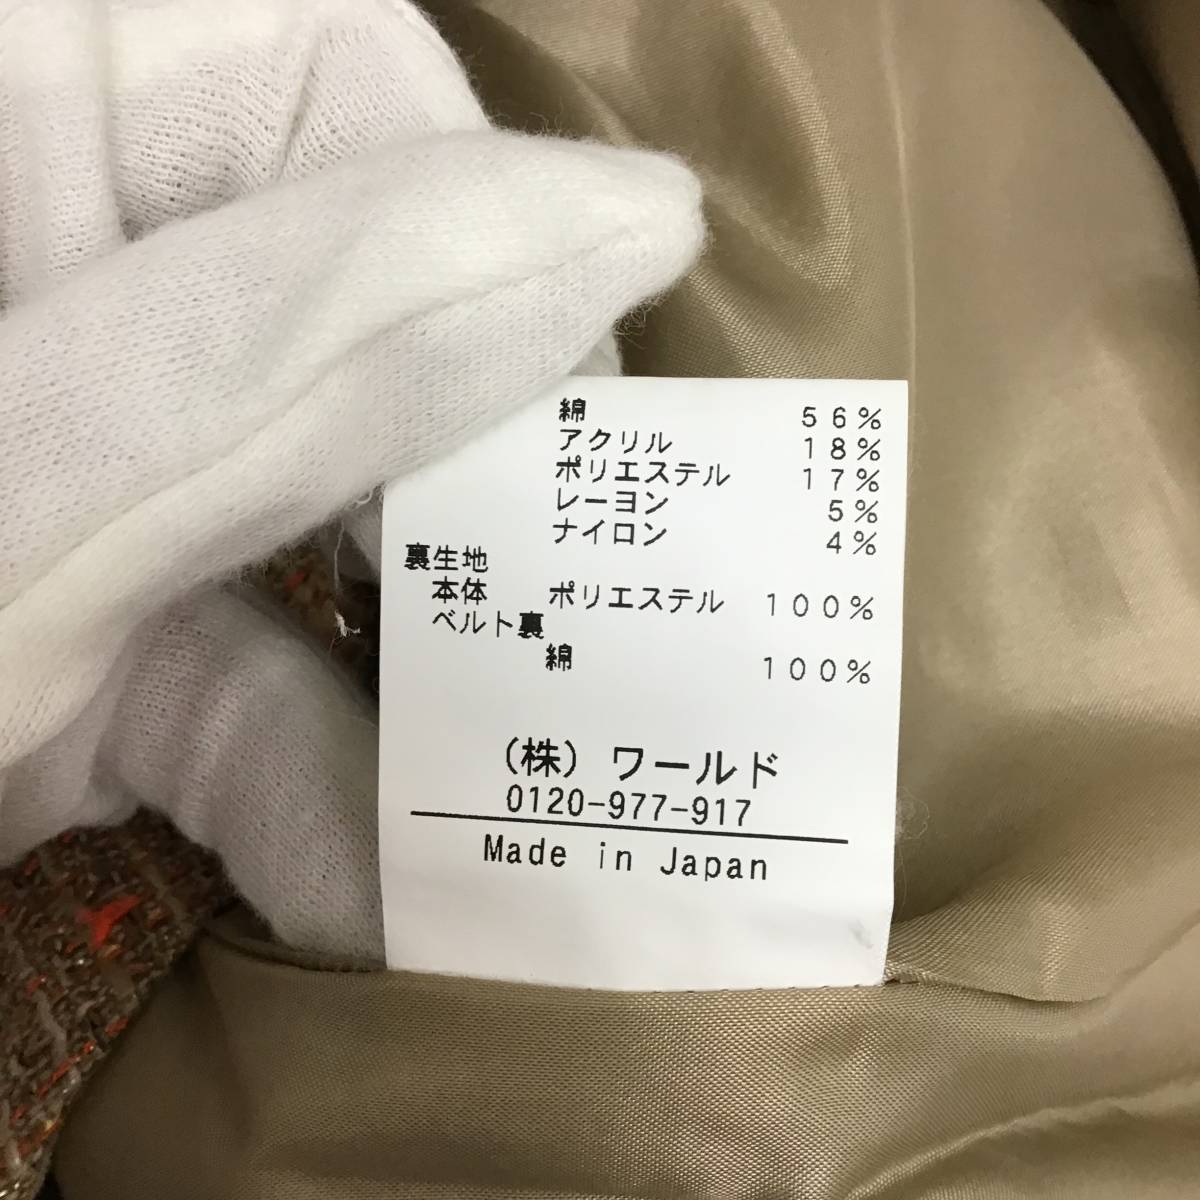 綿 56%
アクリル 18%
ポリエステル 17%
レーヨン 5%
ナイロン 4%
裏生地
本体 ポリエステル 100%
ベルト裏
綿 100%
(株) ワールド
0120-977-917
Made in Japan